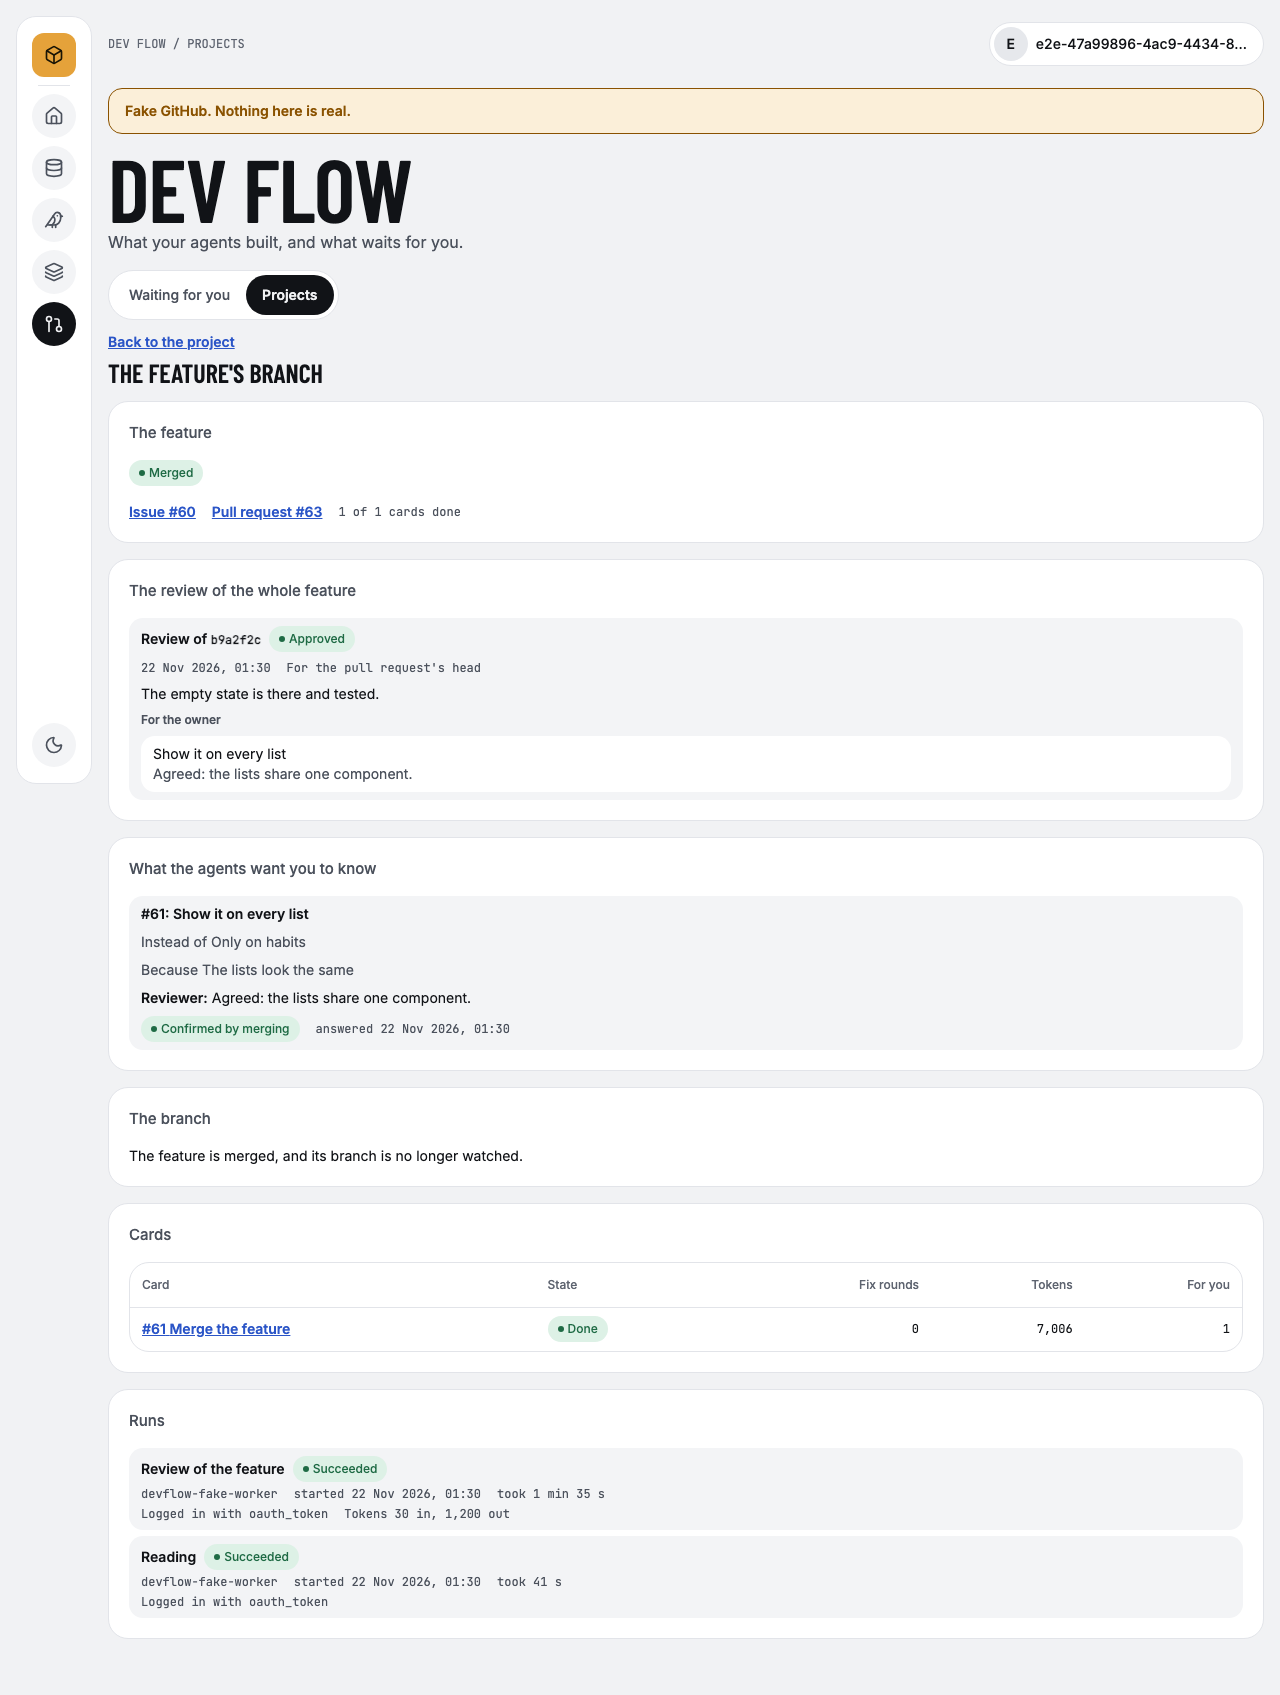 DEV FLOW / PROJECTS
E
e2e-47a99896-4ac9-4434-8...
Fake GitHub. Nothing here is real.
DEV FLOW
What your agents built, and what waits for you.
Waiting for you
Projects
Back to the project
THE FEATURE'S BRANCH
The feature
Merged
Issue #60 Pull request #63 1 of 1 cards done
The review of the whole feature
Review of b9a2f2c Approved
22 Nov 2026, 01:30 For the pull request's head
The empty state is there and tested.
For the owner
Show it on every list
Agreed: the lists share one component.
What the agents want you to know
#61: Show it on every list
Instead of Only on habits
Because The lists look the same
Reviewer: Agreed: the lists share one component.
Confirmed by merging answered 22 Nov 2026, 01:30
The branch
The feature is merged, and its branch is no longer watched.
Cards
Card State Fix rounds Tokens For you
#61 Merge the feature Done 0 7,006 1
Runs
Review of the feature Succeeded
devflow-fake-worker started 22 Nov 2026, 01:30 took 1 min 35 s
Logged in with oauth_token Tokens 30 in, 1,200 out
Reading Succeeded
devflow-fake-worker started 22 Nov 2026, 01:30 took 41 s
Logged in with oauth_token